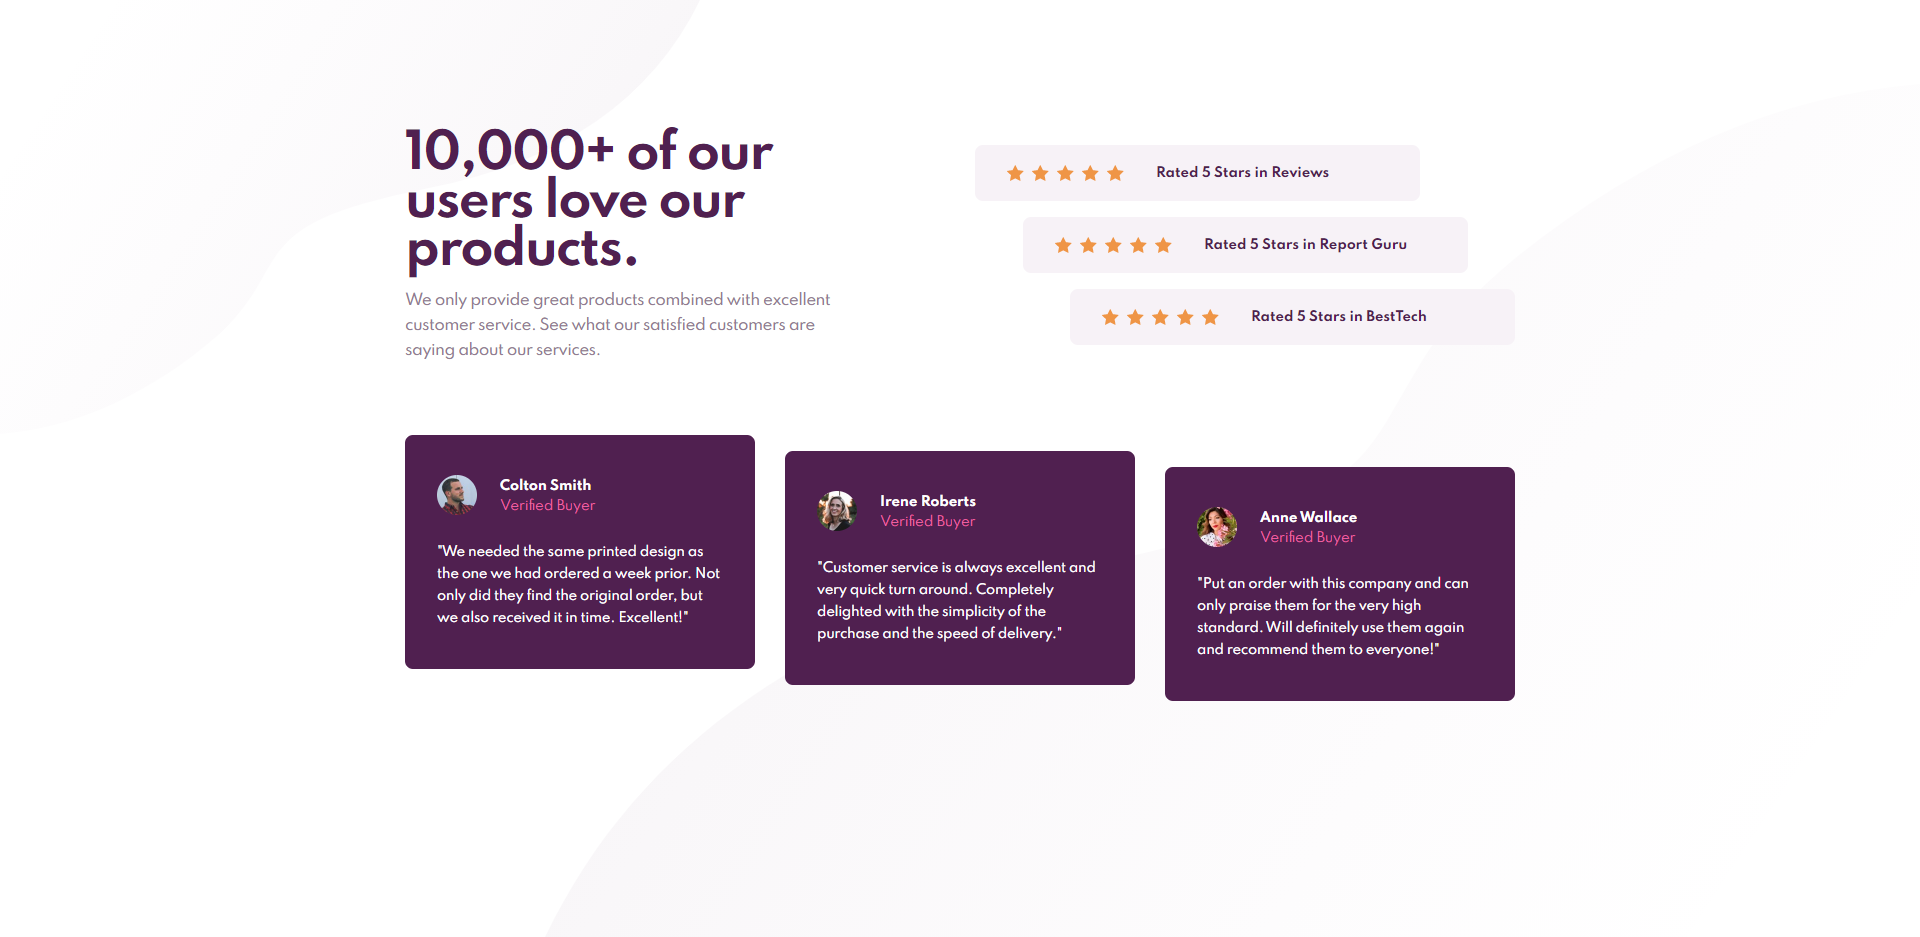 10,000+ of our
users love our
products.
We only provide great products combined with excellent
customer service. See what our satisfied customers are
saying about our services.
Rated 5 Stars in Reviews
Rated 5 Stars in Report Guru
Rated 5 Stars in BestTech
Colton Smith
Verified Buyer
"We needed the same printed design as
the one we had ordered a week prior. Not
only did they find the original order, but
we also received it in time. Excellent!"
Irene Roberts
Verified Buyer
"Customer service is always excellent and
very quick turn around. Completely
delighted with the simplicity of the
purchase and the speed of delivery."
Anne Wallace
Verified Buyer
"Put an order with this company and can
only praise them for the very high
standard. Will definitely use them again
and recommend them to everyone!"